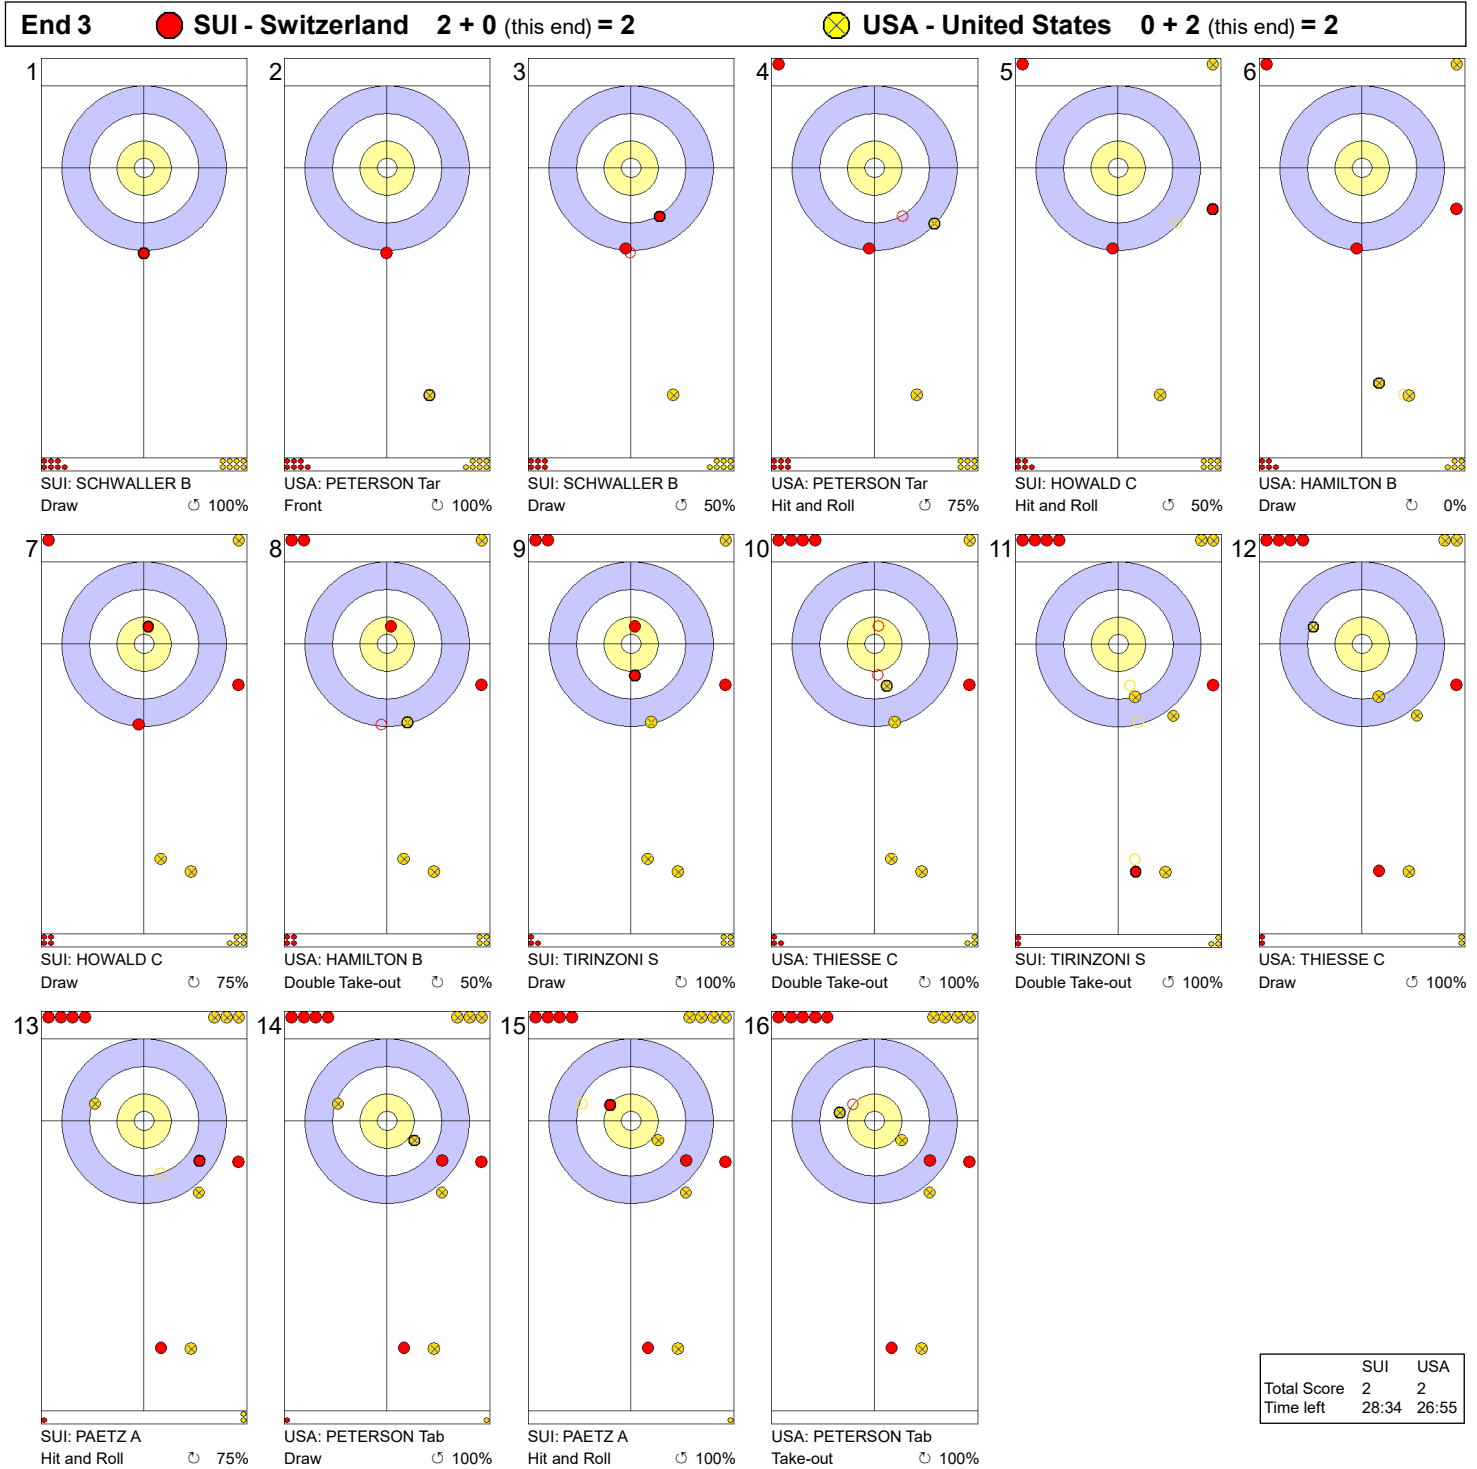 End 3 SUI - Switzerland 2 + 0 (this end) = 2 USA - United States 0 + 2 (this end) = 2
1 2 3 4 5 6
SUI: SCHWALLER B USA: PETERSON Tar SUI: SCHWALLER B USA: PETERSON Tar SUI: HOWALD C USA: HAMILTON B
Draw ↺ 100% Front ↻ 100% Draw ↺ 50% Hit and Roll ↺ 75% Hit and Roll ↺ 50% Draw ↻ 0%
7 8 9 10 11 12
SUI: HOWALD C USA: HAMILTON B SUI: TIRINZONI S USA: THIESSE C SUI: TIRINZONI S USA: THIESSE C
Draw ↻ 75% Double Take-out ↻ 50% Draw ↻ 100% Double Take-out ↻ 100% Double Take-out ↻ 100% Draw ↺ 100%
13 14 15 16
SUI: PAETZ A USA: PETERSON Tab SUI: PAETZ A USA: PETERSON Tab
Hit and Roll ↻ 75% Draw ↺ 100% Hit and Roll ↺ 100% Take-out ↻ 100%
SUI USA
Total Score 2 2
Time left 28:34 26:55